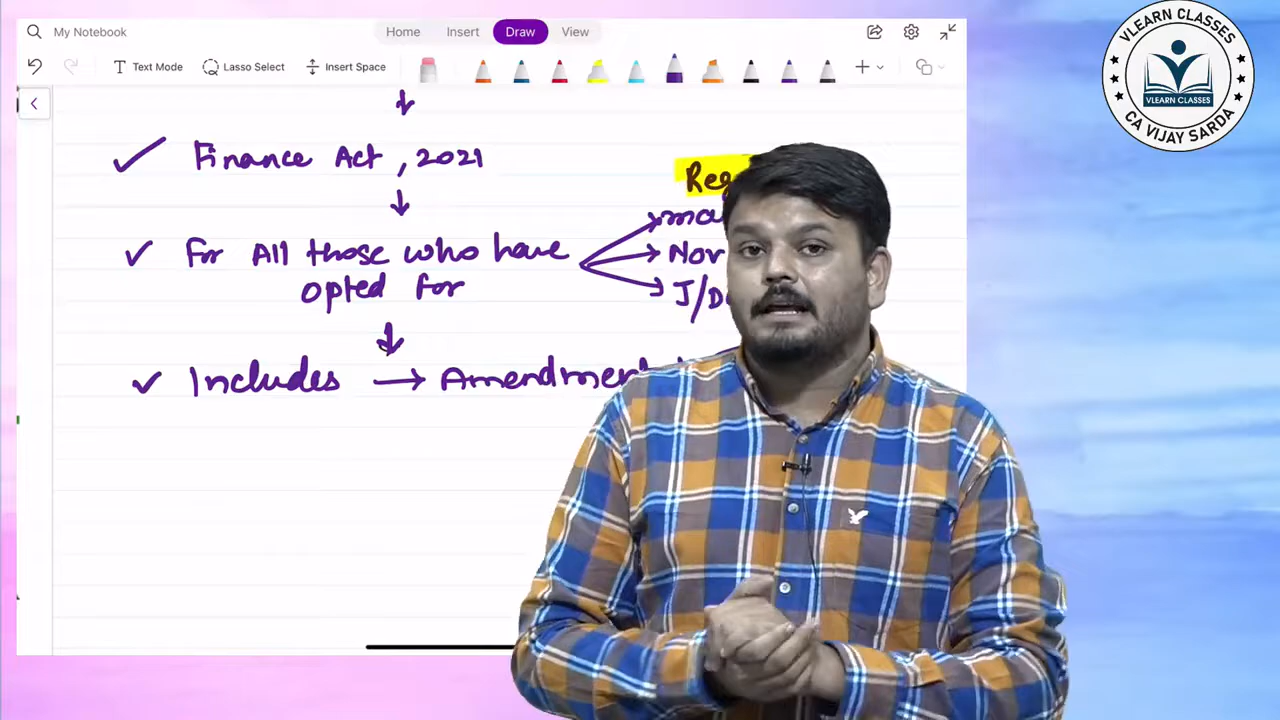 My Notebook
Home Insert Draw View
Text Mode Lasso Select Insert Space
Finance Act, 2021
For All those who have
opted for
Nov
Includes → Amendment
VLEARN CLASSES
VLEARN CLASSES
CA VIJAY SARDA